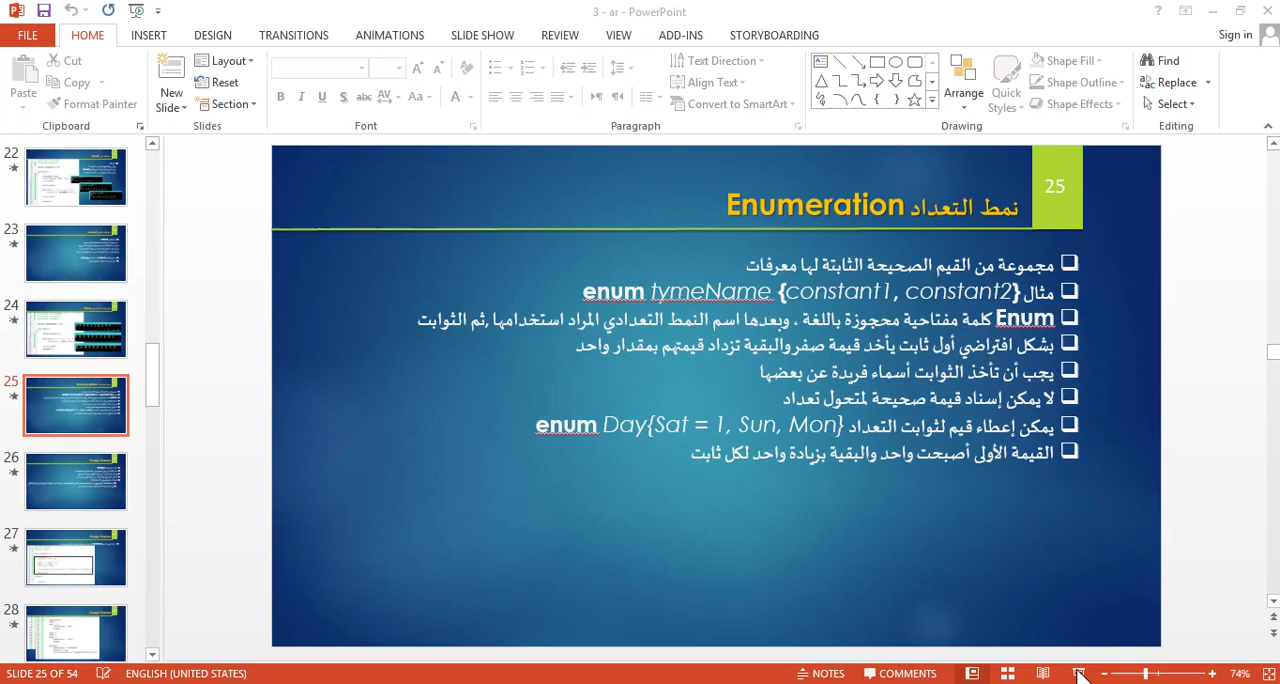 3 - ar - PowerPoint
Sign in
FILE HOME INSERT DESIGN TRANSITIONS ANIMATIONS SLIDE SHOW REVIEW VIEW ADD-INS STORYBOARDING
Paste
Cut
Copy
Format Painter
Clipboard
New Slide
Layout
Reset
Section
Slides
Font
Text Direction
Align Text
Convert to SmartArt
Paragraph
Arrange
Quick Styles
Shape Fill
Shape Outline
Shape Effects
Drawing
Find
Replace
Select
Editing
22
23
24
25
26
27
28
25
نمط التعداد Enumeration
مجموعة من القيم الصحيحة الثابتة لها معرفات
مثال enum tymeName {constant1, constant2}
Enum كلمة مفتاحية محجوزة باللغة ، وبعدها اسم النمط التعدادي المراد استخدامها ثم الثوابت
بشكل افتراضي أول ثابت يأخد قيمة صفر والبقية تزداد قيمتهم بمقدار واحد
يجب أن تأخذ الثوابت أسماء فريدة عن بعضها
لا يمكن إسناد قيمة صحيحة لمتحول تعداد
يمكن إعطاء قيم لثوابت التعداد enum Day{Sat = 1, Sun, Mon}
القيمة الأولى أصبحت واحد والبقية بزيادة واحد لكل ثابت
SLIDE 25 OF 54 ENGLISH (UNITED STATES) NOTES COMMENTS 74%